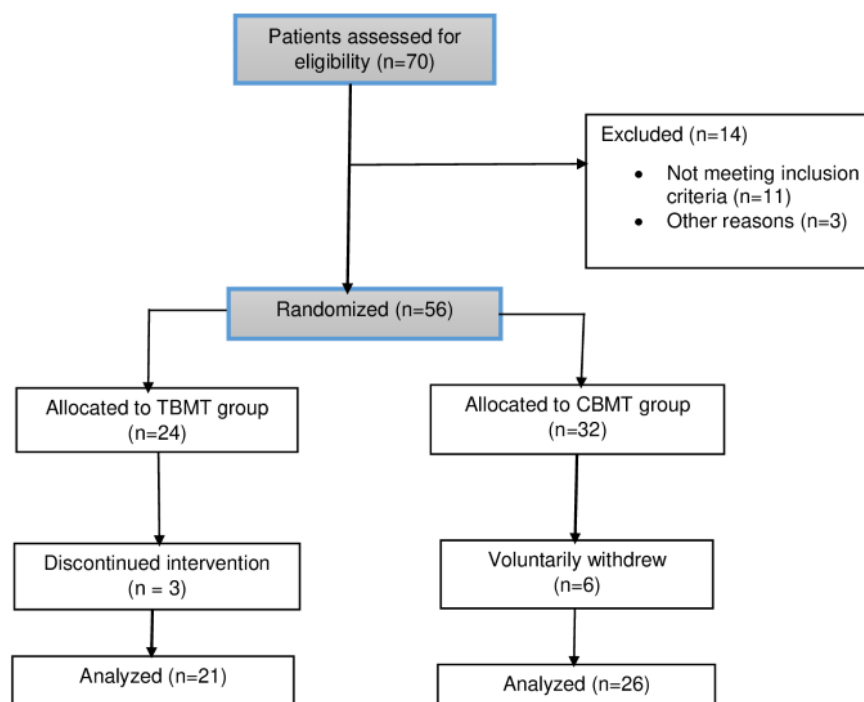 Patients assessed for
eligibility (n=70)
Excluded (n=14)
• Not meeting inclusion
criteria (n=11)
• Other reasons (n=3)
Randomized (n=56)
Allocated to TBMT group
(n=24)
Allocated to CBMT group
(n=32)
Discontinued intervention
(n = 3)
Voluntarily withdrew
(n=6)
Analyzed (n=21)
Analyzed (n=26)